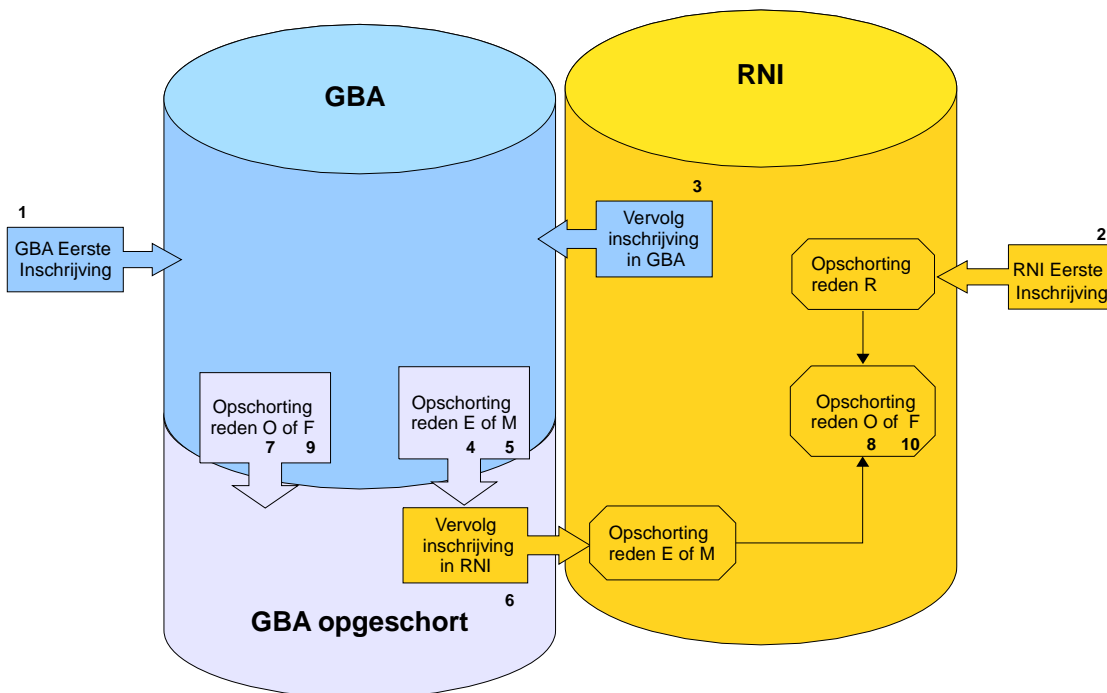 GBA
RNI
1
GBA Eerste
Inschrijving
3
Vervolg
inschrijving
in GBA
2
RNI Eerste
Inschrijving
Opschorting
reden R
Opschorting
reden O of F
7 9
Opschorting
reden E of M
4 5
Opschorting
reden O of F
8 10
Vervolg
inschrijving
in RNI
6
Opschorting
reden E of M
GBA opgeschort